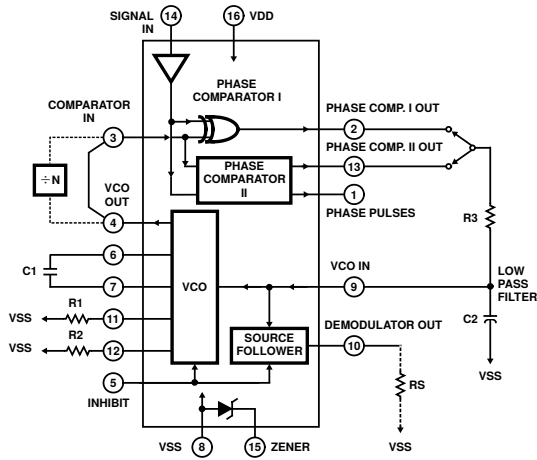 SIGNAL
IN
14
16
VDD
PHASE
COMPARATOR I
COMPARATOR
IN
3
PHASE COMP. I OUT
2
PHASE COMP. II OUT
13
PHASE
COMPARATOR
II
1
PHASE PULSES
÷N
VCO
OUT
4
R3
6
C1
7
VCO
VCO IN
9
LOW
PASS
FILTER
R1
VSS
11
C2
R2
VSS
12
SOURCE
FOLLOWER
DEMODULATOR OUT
10
VSS
5
INHIBIT
RS
VSS
8
15
ZENER
VSS